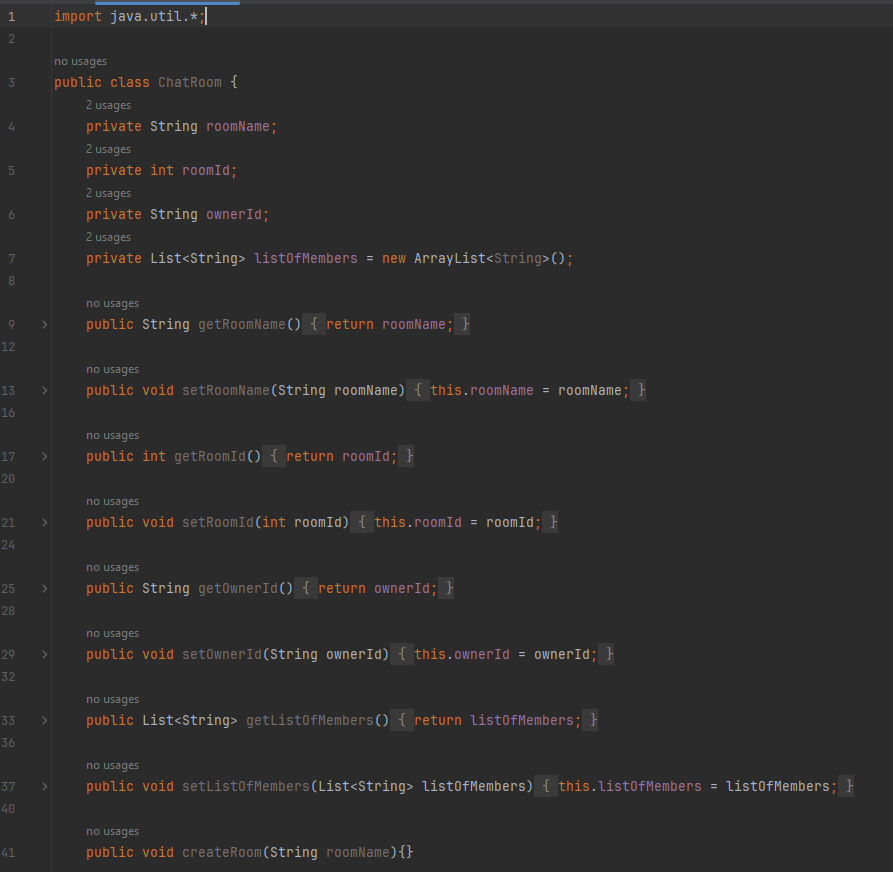 1 import java.util.*;
2
no usages
3 public class ChatRoom {
2 usages
4 private String roomName;
2 usages
5 private int roomId;
2 usages
6 private String ownerId;
2 usages
7 private List<String> listOfMembers = new ArrayList<String>();
8
no usages
9 public String getRoomName() { return roomName; }
12
no usages
13 public void setRoomName(String roomName) { this.roomName = roomName; }
16
no usages
17 public int getRoomId() { return roomId; }
20
no usages
21 public void setRoomId(int roomId) { this.roomId = roomId; }
24
no usages
25 public String getOwnerId() { return ownerId; }
28
no usages
29 public void setOwnerId(String ownerId) { this.ownerId = ownerId; }
32
no usages
33 public List<String> getListOfMembers() { return listOfMembers; }
36
no usages
37 public void setListOfMembers(List<String> listOfMembers) { this.listOfMembers = listOfMembers; }
40
no usages
41 public void createRoom(String roomName){}